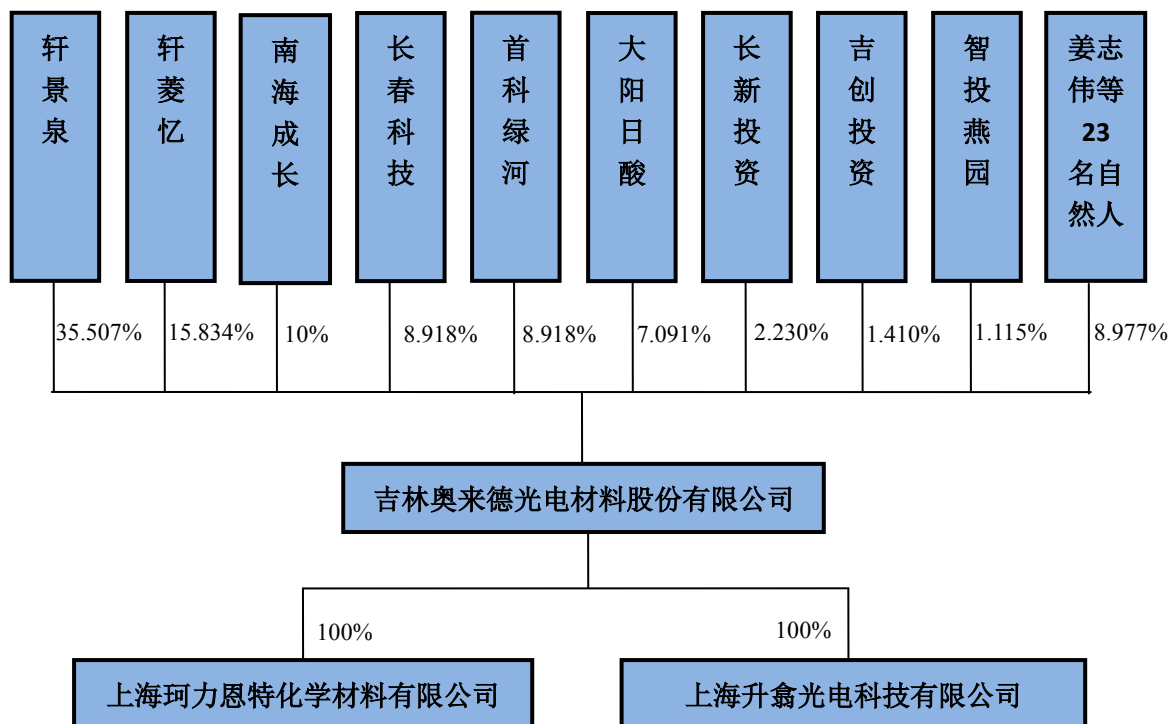 轩景泉
轩菱忆
南海成长
长春科技
首科绿河
大阳日酸
长新投资
吉创投资
智投燕园
姜志
伟等
23
名自
然人
35.507%
15.834%
10%
8.918%
8.918%
7.091%
2.230%
1.410%
1.115%
8.977%
吉林奥来德光电材料股份有限公司
100%
100%
上海珂力恩特化学材料有限公司
上海升翕光电科技有限公司